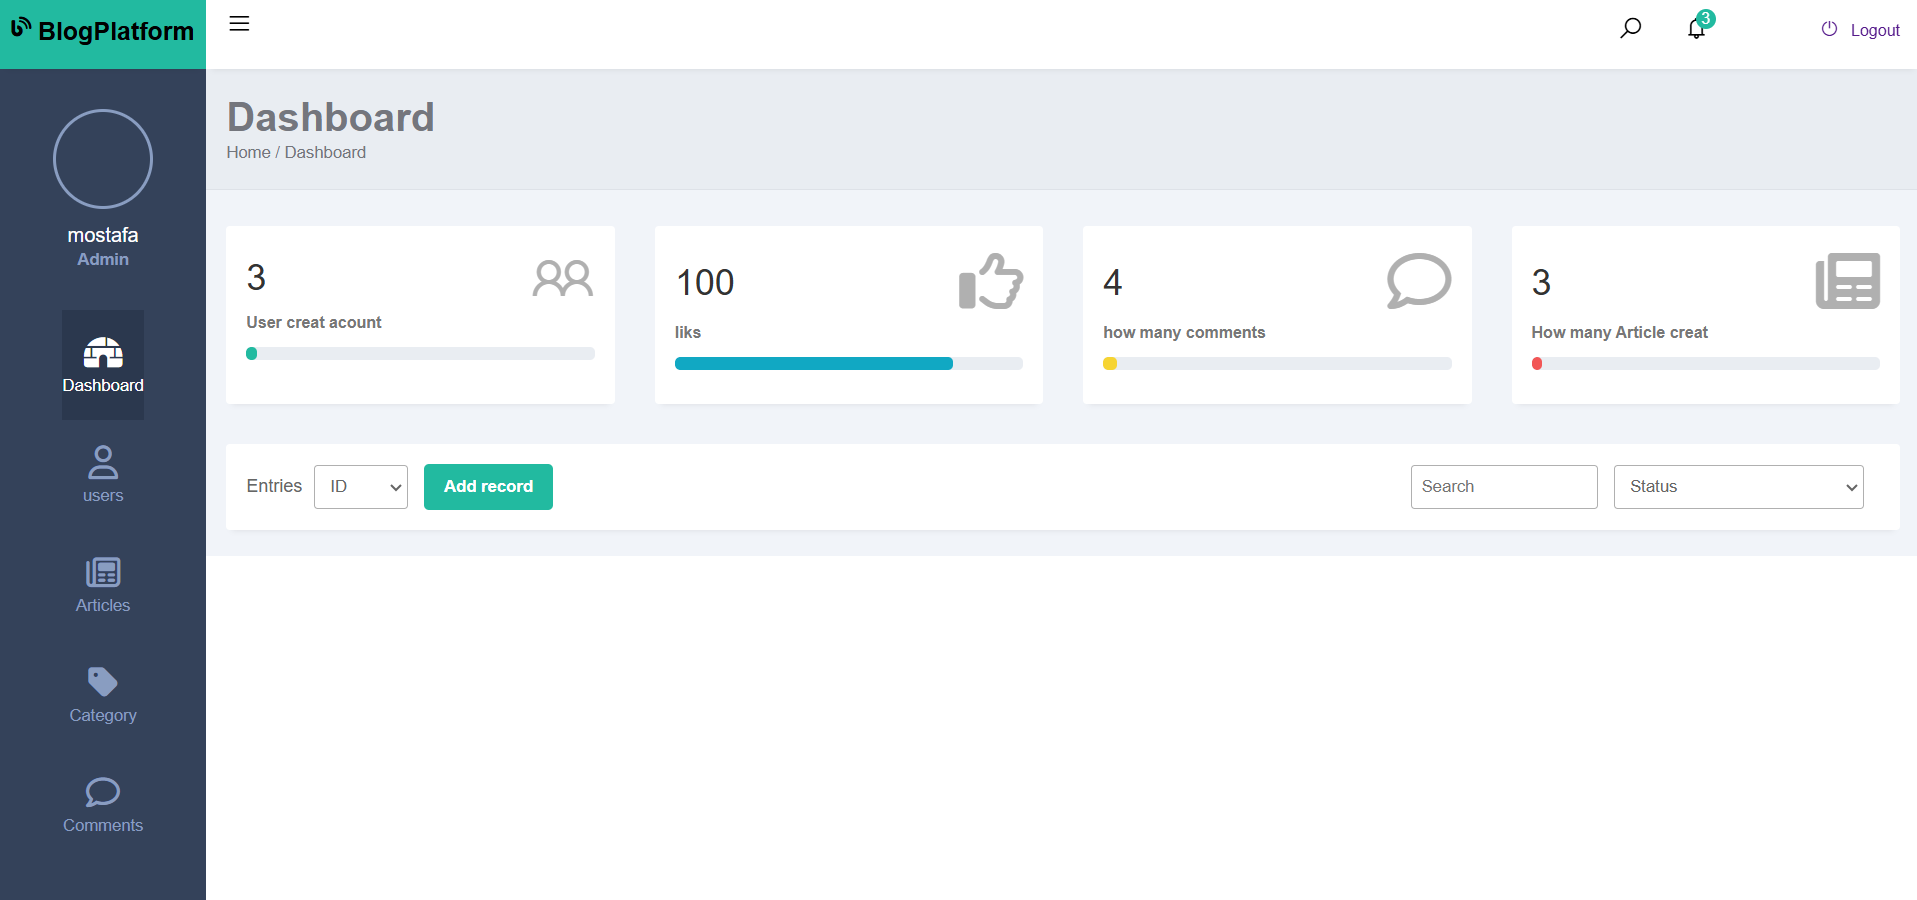 BlogPlatform
3
Logout
mostafa
Admin
Dashboard
users
Articles
Category
Comments
Dashboard
Home / Dashboard
3
User creat acount
100
liks
4
how many comments
3
How many Article creat
Entries ID Add record Search Status